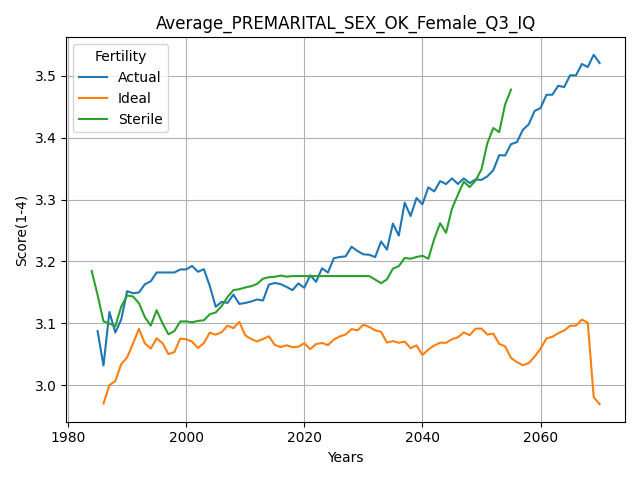 Average_PREMARITAL_SEX_OK_Female_Q3_IQ
Fertility
Actual
Ideal
Sterile
Score(1-4)
3.5
3.4
3.3
3.2
3.1
3.0
1980 2000 2020 2040 2060
Years